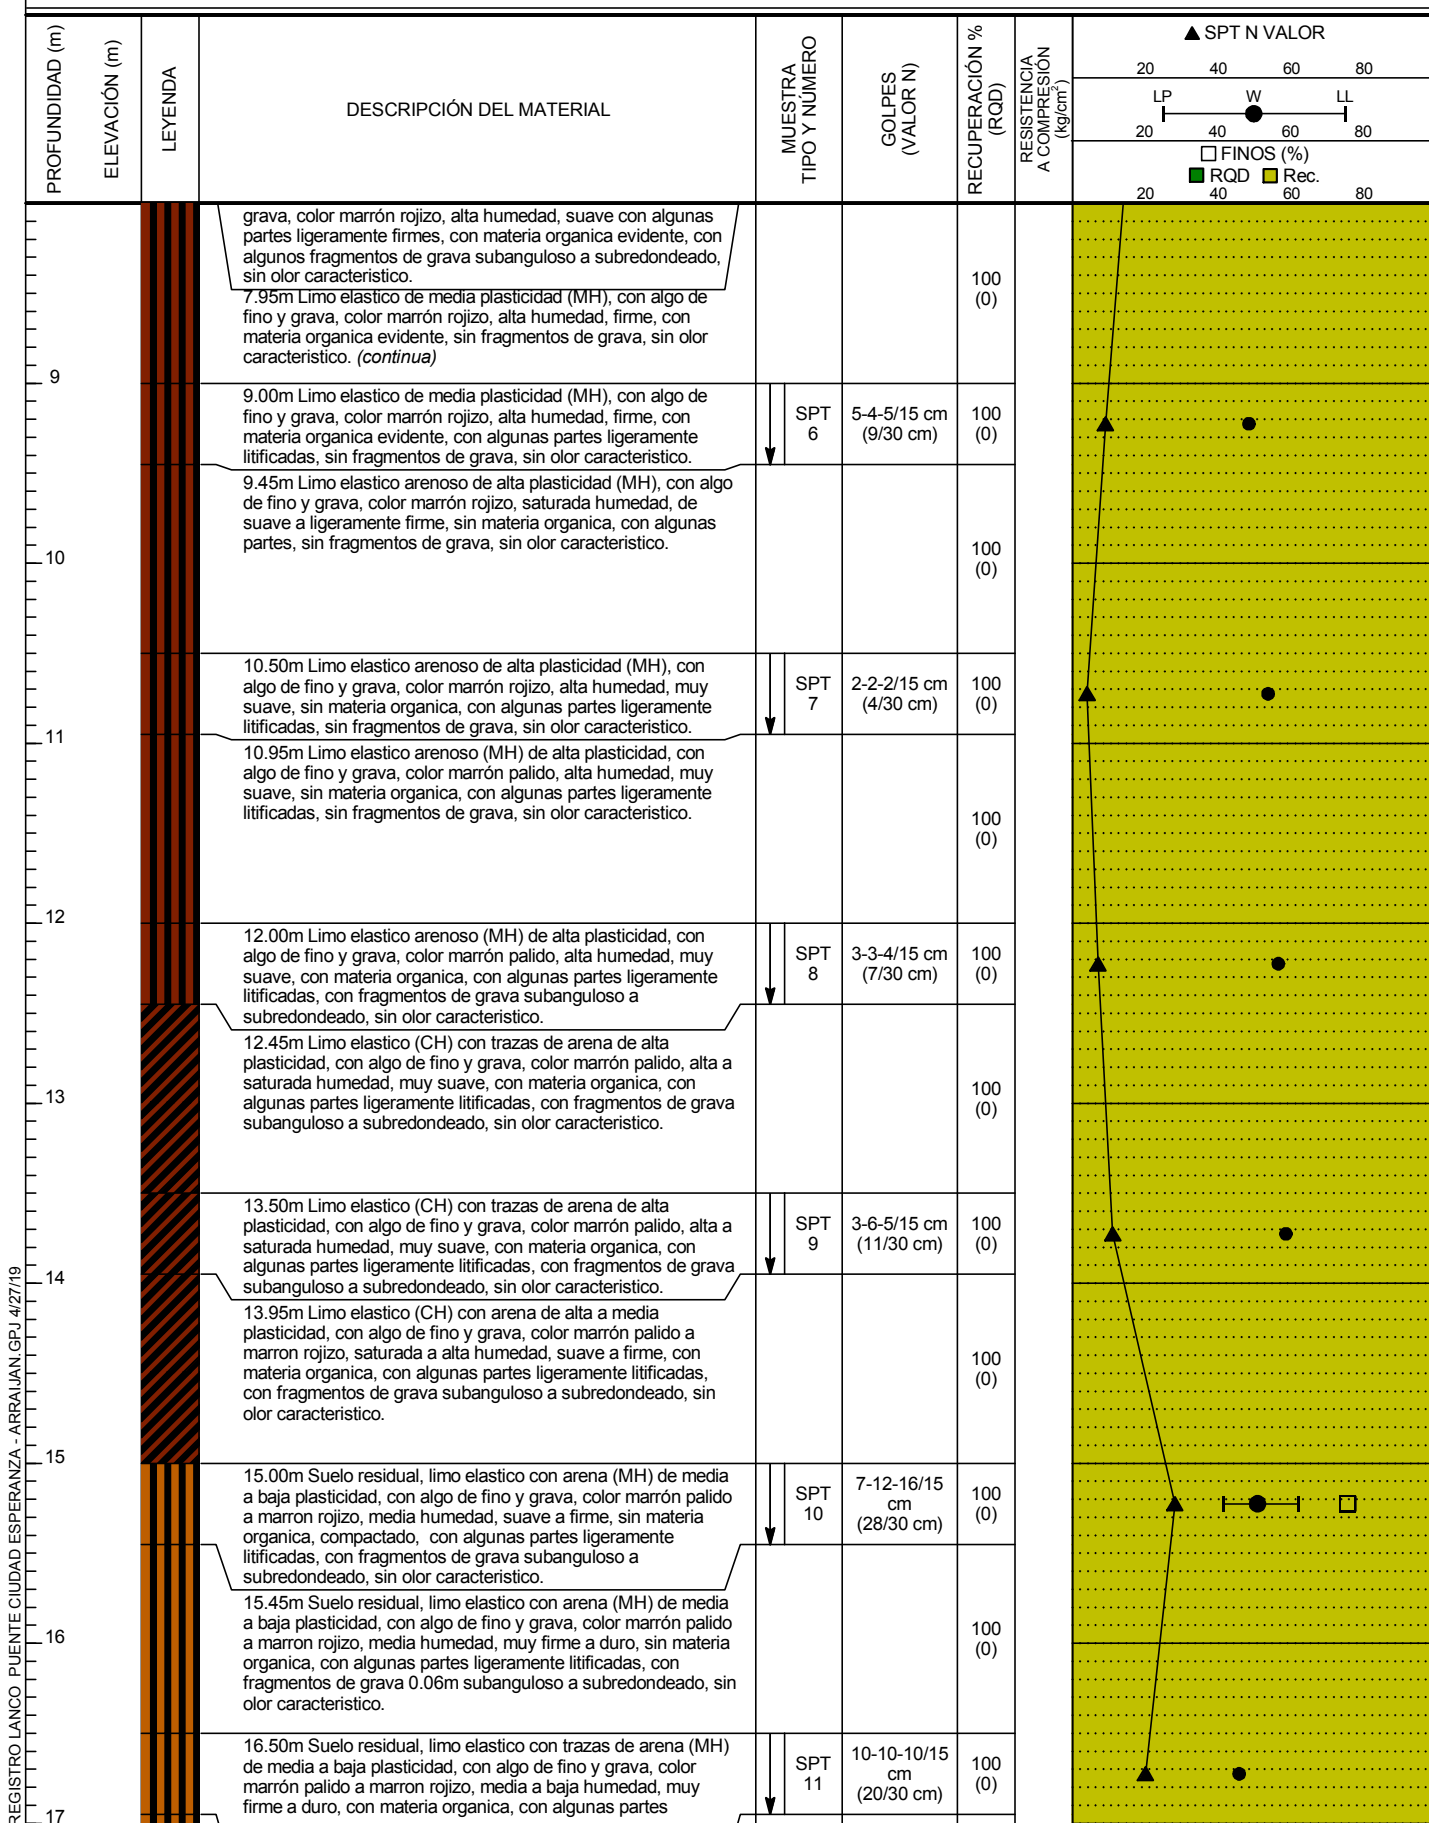 PROFUNDIDAD (m)
ELEVACIÓN (m)
LEYENDA
DESCRIPCIÓN DEL MATERIAL
MUESTRA
TIPO Y NÚMERO
GOLPES
(VALOR N)
RECUPERACIÓN %
(RQD)
RESISTENCIA
A COMPRESIÓN
(kg/cm²)
▲ SPT N VALOR
20 40 60 80
LP W LL
20 40 60 80
□ FINOS (%)
RQD Rec.
20 40 60 80
grava, color marrón rojizo, alta humedad, suave con algunas
partes ligeramente firmes, con materia organica evidente, con
algunos fragmentos de grava subanguloso a subredondeado,
sin olor caracteristico.
7.95m Limo elastico de media plasticidad (MH), con algo de
fino y grava, color marrón rojizo, alta humedad, firme, con
materia organica evidente, sin fragmentos de grava, sin olor
caracteristico. (continua)
100
(0)
9
9.00m Limo elastico de media plasticidad (MH), con algo de
fino y grava, color marrón rojizo, alta humedad, firme, con
materia organica evidente, con algunas partes ligeramente
litificadas, sin fragmentos de grava, sin olor caracteristico.
SPT
6
5-4-5/15 cm
(9/30 cm)
100
(0)
9.45m Limo elastico arenoso de alta plasticidad (MH), con algo
de fino y grava, color marrón rojizo, saturada humedad, de
suave a ligeramente firme, sin materia organica, con algunas
partes, sin fragmentos de grava, sin olor caracteristico.
100
(0)
10
10.50m Limo elastico arenoso de alta plasticidad (MH), con
algo de fino y grava, color marrón rojizo, alta humedad, muy
suave, sin materia organica, con algunas partes ligeramente
litificadas, sin fragmentos de grava, sin olor caracteristico.
SPT
7
2-2-2/15 cm
(4/30 cm)
100
(0)
11
10.95m Limo elastico arenoso (MH) de alta plasticidad, con
algo de fino y grava, color marrón palido, alta humedad, muy
suave, sin materia organica, con algunas partes ligeramente
litificadas, sin fragmentos de grava, sin olor caracteristico.
100
(0)
12
12.00m Limo elastico arenoso (MH) de alta plasticidad, con
algo de fino y grava, color marrón palido, alta humedad, muy
suave, con materia organica, con algunas partes ligeramente
litificadas, con fragmentos de grava subanguloso a
subredondeado, sin olor caracteristico.
SPT
8
3-3-4/15 cm
(7/30 cm)
100
(0)
12.45m Limo elastico (CH) con trazas de arena de alta
plasticidad, con algo de fino y grava, color marrón palido, alta a
saturada humedad, muy suave, con materia organica, con
algunas partes ligeramente litificadas, con fragmentos de grava
subanguloso a subredondeado, sin olor caracteristico.
100
(0)
13
13.50m Limo elastico (CH) con trazas de arena de alta
plasticidad, con algo de fino y grava, color marrón palido, alta a
saturada humedad, muy suave, con materia organica, con
algunas partes ligeramente litificadas, con fragmentos de grava
subanguloso a subredondeado, sin olor caracteristico.
SPT
9
3-6-5/15 cm
(11/30 cm)
100
(0)
14
13.95m Limo elastico (CH) con arena de alta a media
plasticidad, con algo de fino y grava, color marrón palido a
marron rojizo, saturada a alta humedad, suave a firme, con
materia organica, con algunas partes ligeramente litificadas,
con fragmentos de grava subanguloso a subredondeado, sin
olor caracteristico.
100
(0)
15
15.00m Suelo residual, limo elastico con arena (MH) de media
a baja plasticidad, con algo de fino y grava, color marrón palido
a marron rojizo, media humedad, suave a firme, sin materia
organica, compactado, con algunas partes ligeramente
litificadas, con fragmentos de grava subanguloso a
subredondeado, sin olor caracteristico.
SPT
10
7-12-16/15
cm
(28/30 cm)
100
(0)
15.45m Suelo residual, limo elastico con arena (MH) de media
a baja plasticidad, con algo de fino y grava, color marrón palido
a marron rojizo, media humedad, muy firme a duro, sin materia
organica, con algunas partes ligeramente litificadas, con
fragmentos de grava 0.06m subanguloso a subredondeado, sin
olor caracteristico.
100
(0)
16
16.50m Suelo residual, limo elastico con trazas de arena (MH)
de media a baja plasticidad, con algo de fino y grava, color
marrón palido a marron rojizo, media a baja humedad, muy
firme a duro, con materia organica, con algunas partes
SPT
11
10-10-10/15
cm
(20/30 cm)
100
(0)
17
REGISTRO LANCO PUENTE CIUDAD ESPERANZA - ARRAIJAN.GPJ 4/27/19